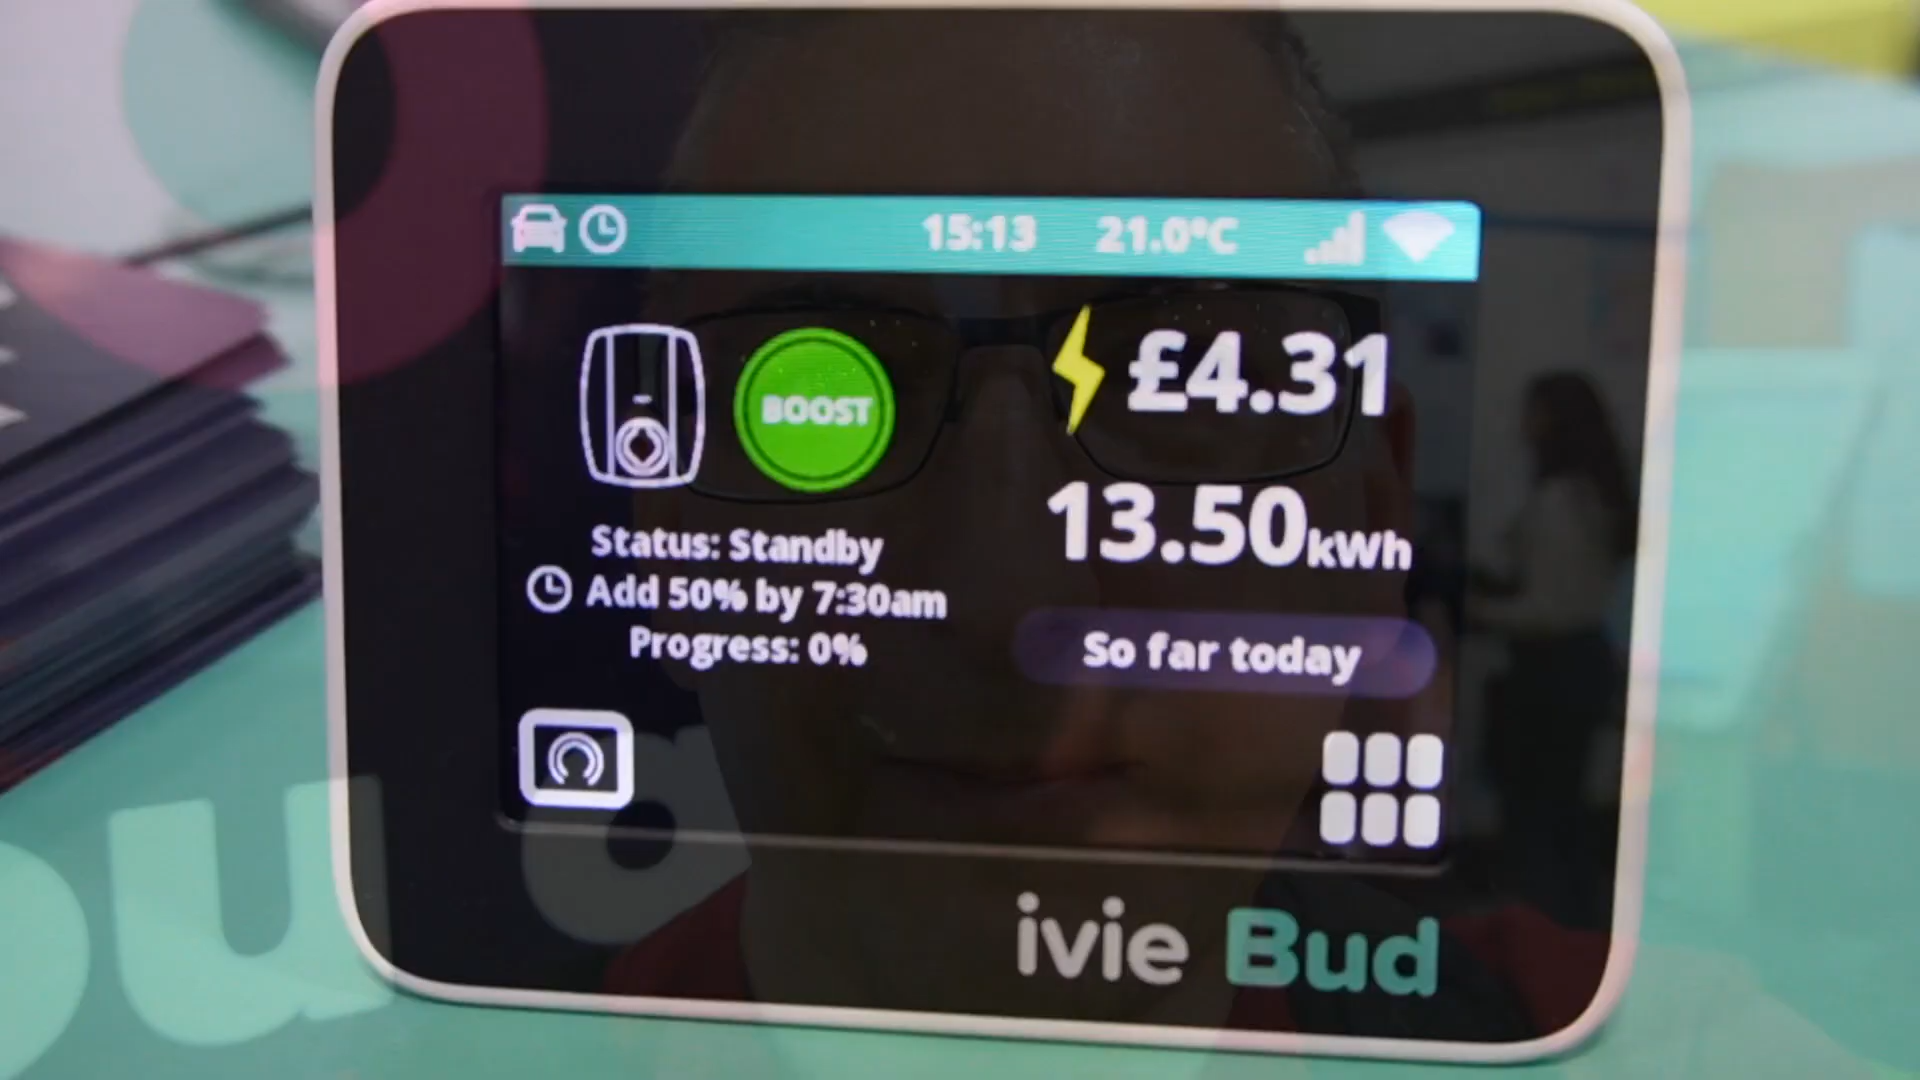 15:13 21.0°C
BOOST
£4.31
13.50kWh
Status: Standby
Add 50% by 7:30am
Progress: 0%
So far today
ivie Bud